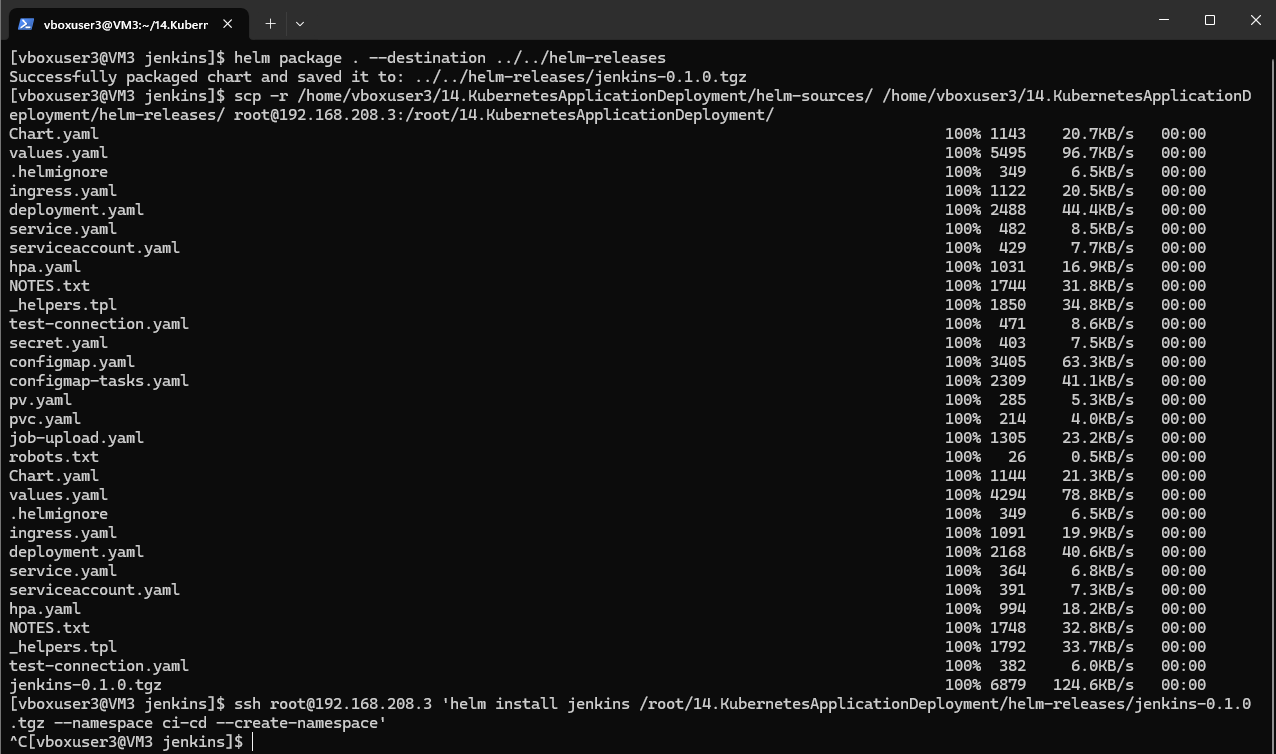 vboxuser3@VM3:~/14.Kuberr
[vboxuser3@VM3 jenkins]$ helm package . --destination ../../helm-releases
Successfully packaged chart and saved it to: ../../helm-releases/jenkins-0.1.0.tgz
[vboxuser3@VM3 jenkins]$ scp -r /home/vboxuser3/14.KubernetesApplicationDeployment/helm-sources/ /home/vboxuser3/14.KubernetesApplicationD
eployment/helm-releases/ root@192.168.208.3:/root/14.KubernetesApplicationDeployment/
Chart.yaml 100% 1143 20.7KB/s 00:00
values.yaml 100% 5495 96.7KB/s 00:00
.helmignore 100% 349 6.5KB/s 00:00
ingress.yaml 100% 1122 20.5KB/s 00:00
deployment.yaml 100% 2488 44.4KB/s 00:00
service.yaml 100% 482 8.5KB/s 00:00
serviceaccount.yaml 100% 429 7.7KB/s 00:00
hpa.yaml 100% 1031 16.9KB/s 00:00
NOTES.txt 100% 1744 31.8KB/s 00:00
_helpers.tpl 100% 1850 34.8KB/s 00:00
test-connection.yaml 100% 471 8.6KB/s 00:00
secret.yaml 100% 403 7.5KB/s 00:00
configmap.yaml 100% 3405 63.3KB/s 00:00
configmap-tasks.yaml 100% 2309 41.1KB/s 00:00
pv.yaml 100% 285 5.3KB/s 00:00
pvc.yaml 100% 214 4.0KB/s 00:00
job-upload.yaml 100% 1305 23.2KB/s 00:00
robots.txt 100% 26 0.5KB/s 00:00
Chart.yaml 100% 1144 21.3KB/s 00:00
values.yaml 100% 4294 78.8KB/s 00:00
.helmignore 100% 349 6.5KB/s 00:00
ingress.yaml 100% 1091 19.9KB/s 00:00
deployment.yaml 100% 2168 40.6KB/s 00:00
service.yaml 100% 364 6.8KB/s 00:00
serviceaccount.yaml 100% 391 7.3KB/s 00:00
hpa.yaml 100% 994 18.2KB/s 00:00
NOTES.txt 100% 1748 32.8KB/s 00:00
_helpers.tpl 100% 1792 33.7KB/s 00:00
test-connection.yaml 100% 382 6.0KB/s 00:00
jenkins-0.1.0.tgz 100% 6879 124.6KB/s 00:00
[vboxuser3@VM3 jenkins]$ ssh root@192.168.208.3 'helm install jenkins /root/14.KubernetesApplicationDeployment/helm-releases/jenkins-0.1.0
.tgz --namespace ci-cd --create-namespace'
^C[vboxuser3@VM3 jenkins]$